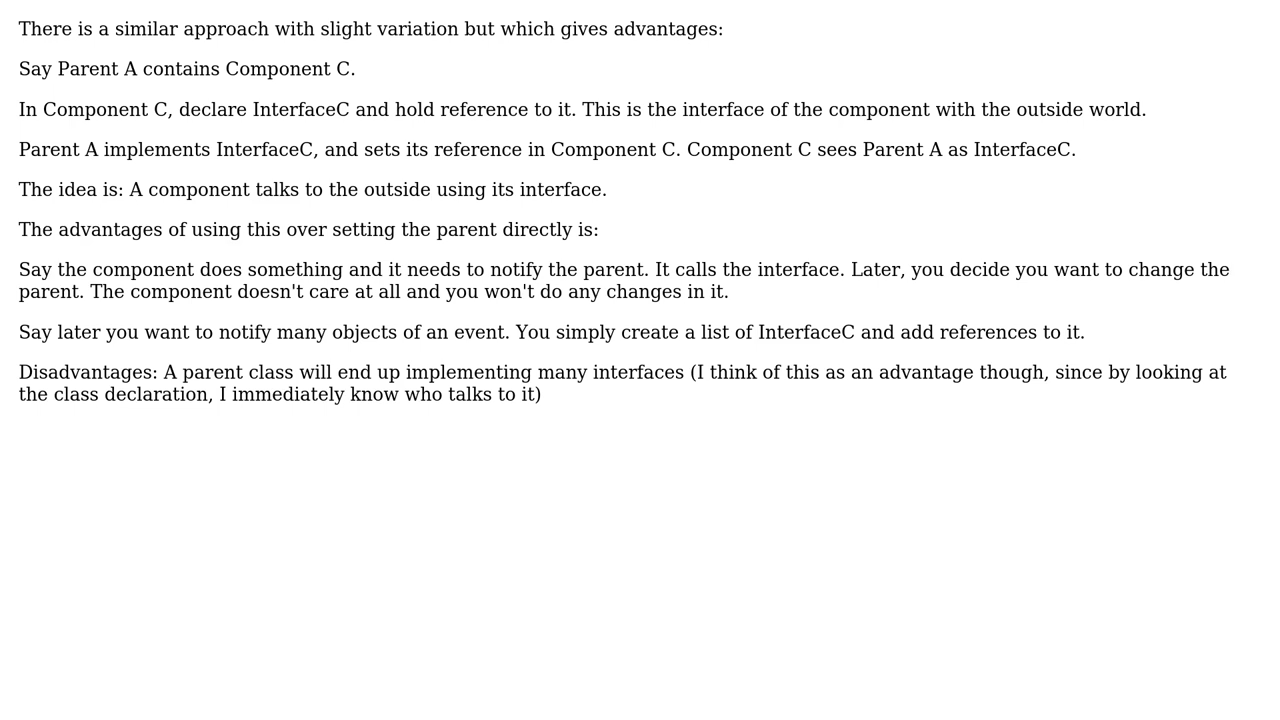 There is a similar approach with slight variation but which gives advantages:
Say Parent A contains Component C.
In Component C, declare InterfaceC and hold reference to it. This is the interface of the component with the outside world.
Parent A implements InterfaceC, and sets its reference in Component C. Component C sees Parent A as InterfaceC.
The idea is: A component talks to the outside using its interface.
The advantages of using this over setting the parent directly is:
Say the component does something and it needs to notify the parent. It calls the interface. Later, you decide you want to change the
parent. The component doesn't care at all and you won't do any changes in it.
Say later you want to notify many objects of an event. You simply create a list of InterfaceC and add references to it.
Disadvantages: A parent class will end up implementing many interfaces (I think of this as an advantage though, since by looking at
the class declaration, I immediately know who talks to it)